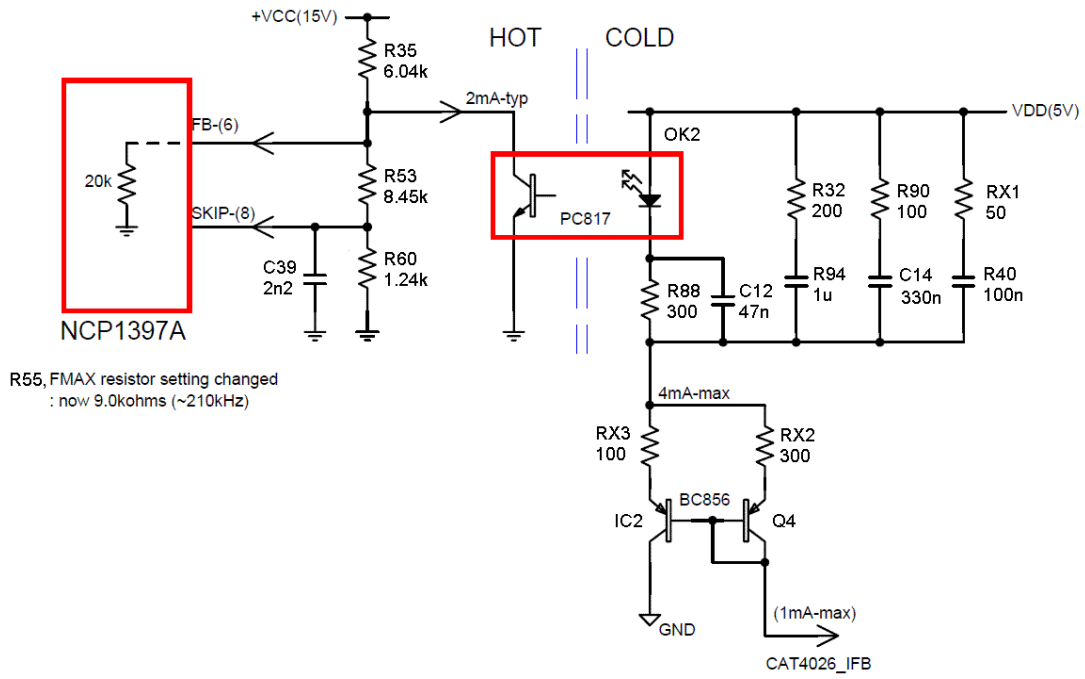 +VCC(15V)
HOT
COLD
R35
6.04k
2mA-typ
VDD(5V)
FB-(6)
OK2
20k
R53
8.45k
PC817
R32
200
R90
100
RX1
50
SKIP-(8)
C39
2n2
R60
1.24k
R88
300
C12
47n
R94
1u
C14
330n
R40
100n
NCP1397A
R55, FMAX resistor setting changed
: now 9.0kohms (~210kHz)
4mA-max
RX3
100
RX2
300
BC856
IC2
Q4
GND
(1mA-max)
CAT4026_IFB